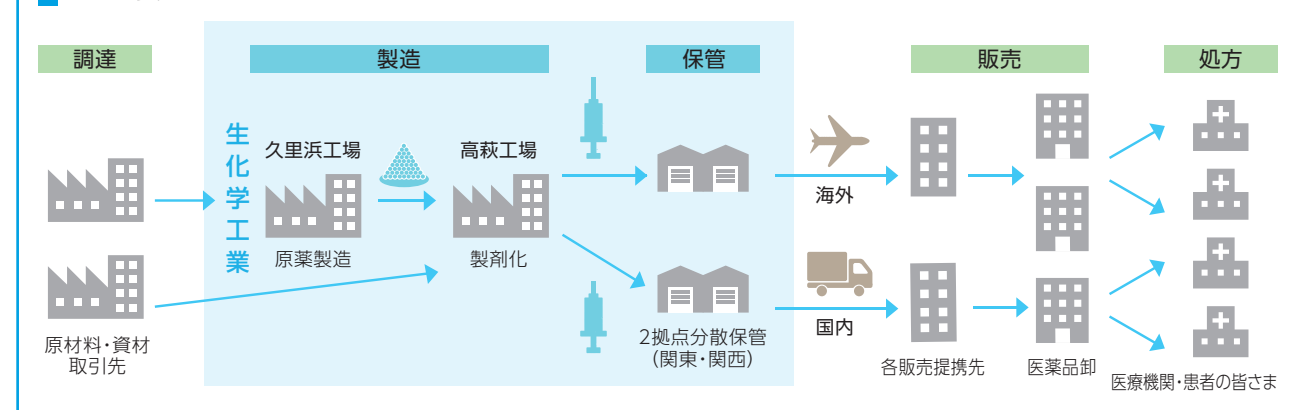 調達
製造
保管
販売
処方
生化学工業
久里浜工場
高萩工場
原薬製造
製剤化
海外
国内
原材料・資材
取引先
2拠点分散保管
(関東・関西)
各販売提携先
医薬品卸
医療機関・患者の皆さま